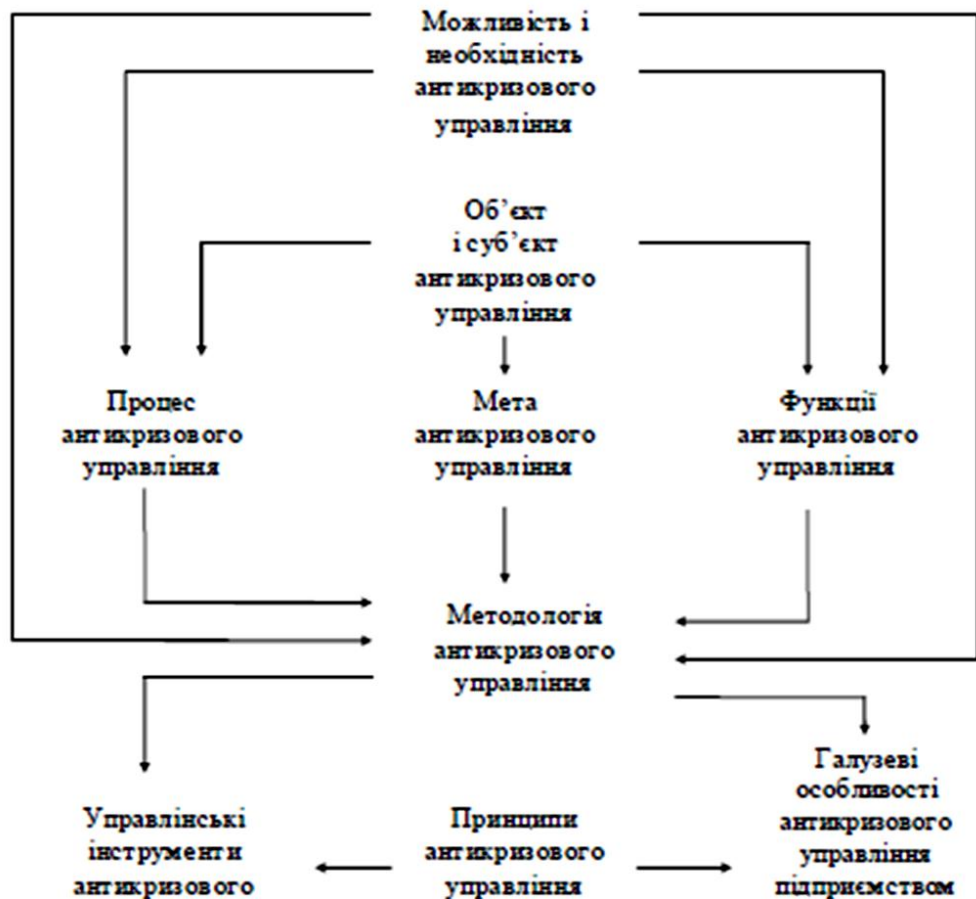 Можливість і
необхідність
антикризового
управління
Об’єкт
і суб’єкт
антикризового
управління
Процес
антикризового
управління
Мета
антикризового
управління
Функції
антикризового
управління
Методологія
антикризового
управління
Управлінські
інструменти
антикризового
Принципи
антикризового
управління
Галузеві
особливості
антикризового
управління
підприємством